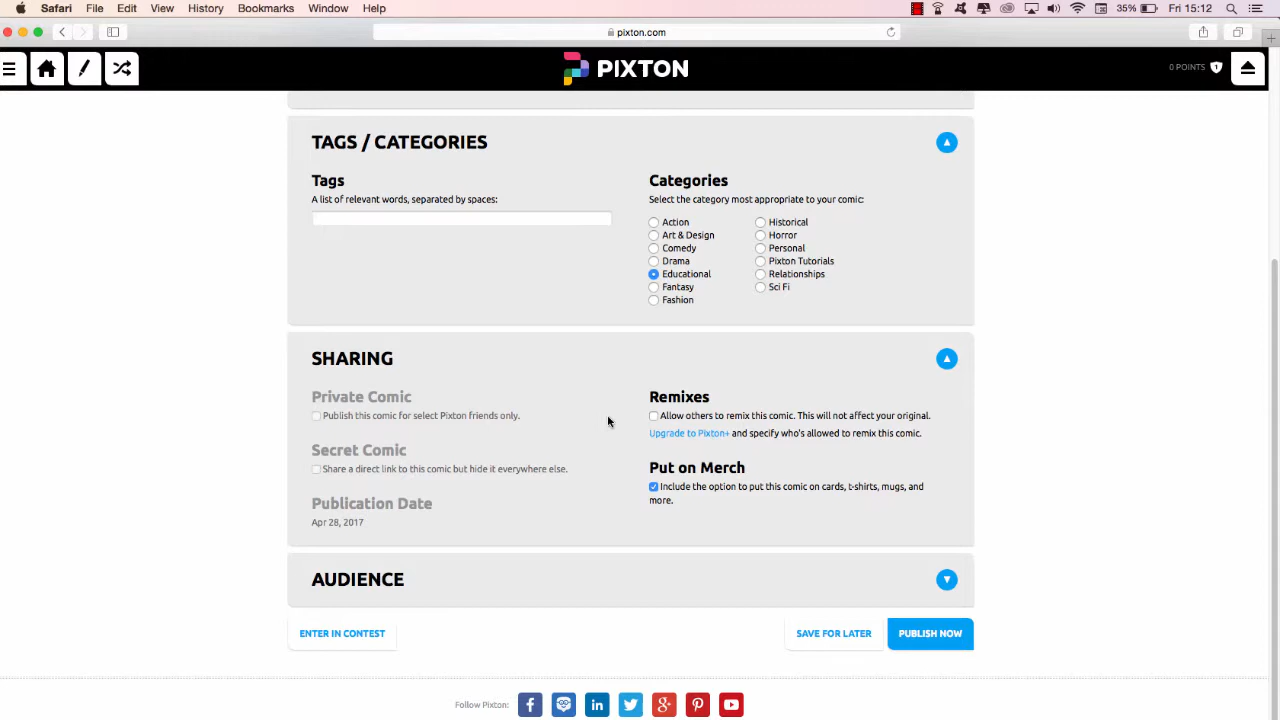 Safari File Edit View History Bookmarks Window Help 35% Fri 15:12
pixton.com
PIXTON
0 POINTS 1
TAGS / CATEGORIES
Tags
A list of relevant words, separated by spaces:
Categories
Select the category most appropriate to your comic:
Action Historical
Art & Design Horror
Comedy Personal
Drama Pixton Tutorials
Educational Relationships
Fantasy Sci Fi
Fashion
SHARING
Private Comic
Publish this comic for select Pixton friends only.
Secret Comic
Share a direct link to this comic but hide it everywhere else.
Publication Date
Apr 28, 2017
Remixes
Allow others to remix this comic. This will not affect your original.
Upgrade to Pixton+ and specify who's allowed to remix this comic.
Put on Merch
Include the option to put this comic on cards, t-shirts, mugs, and
more.
AUDIENCE
ENTER IN CONTEST SAVE FOR LATER PUBLISH NOW
Follow Pixton: